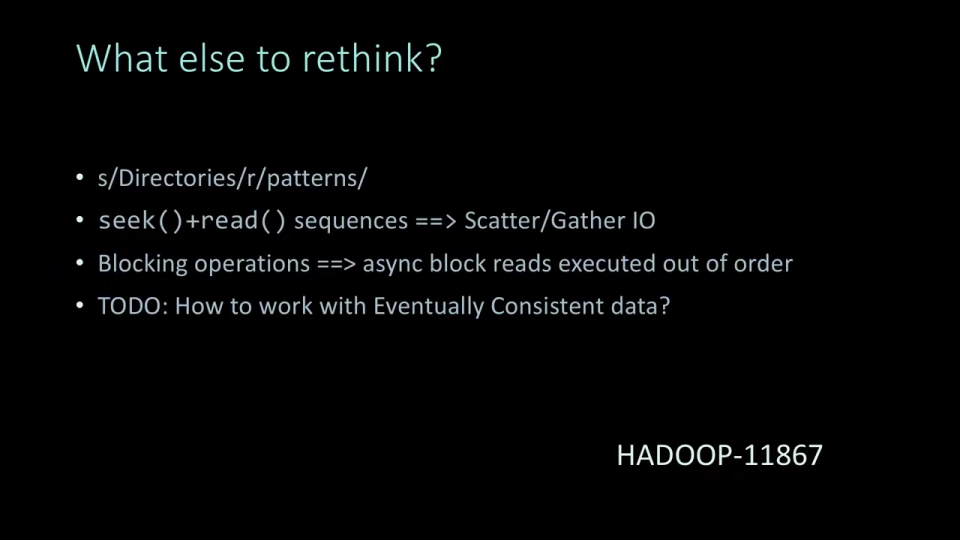 What else to rethink?
• s/Directories/r/patterns/
• seek()+read() sequences ==> Scatter/Gather IO
• Blocking operations ==> async block reads executed out of order
• TODO: How to work with Eventually Consistent data?
HADOOP-11867